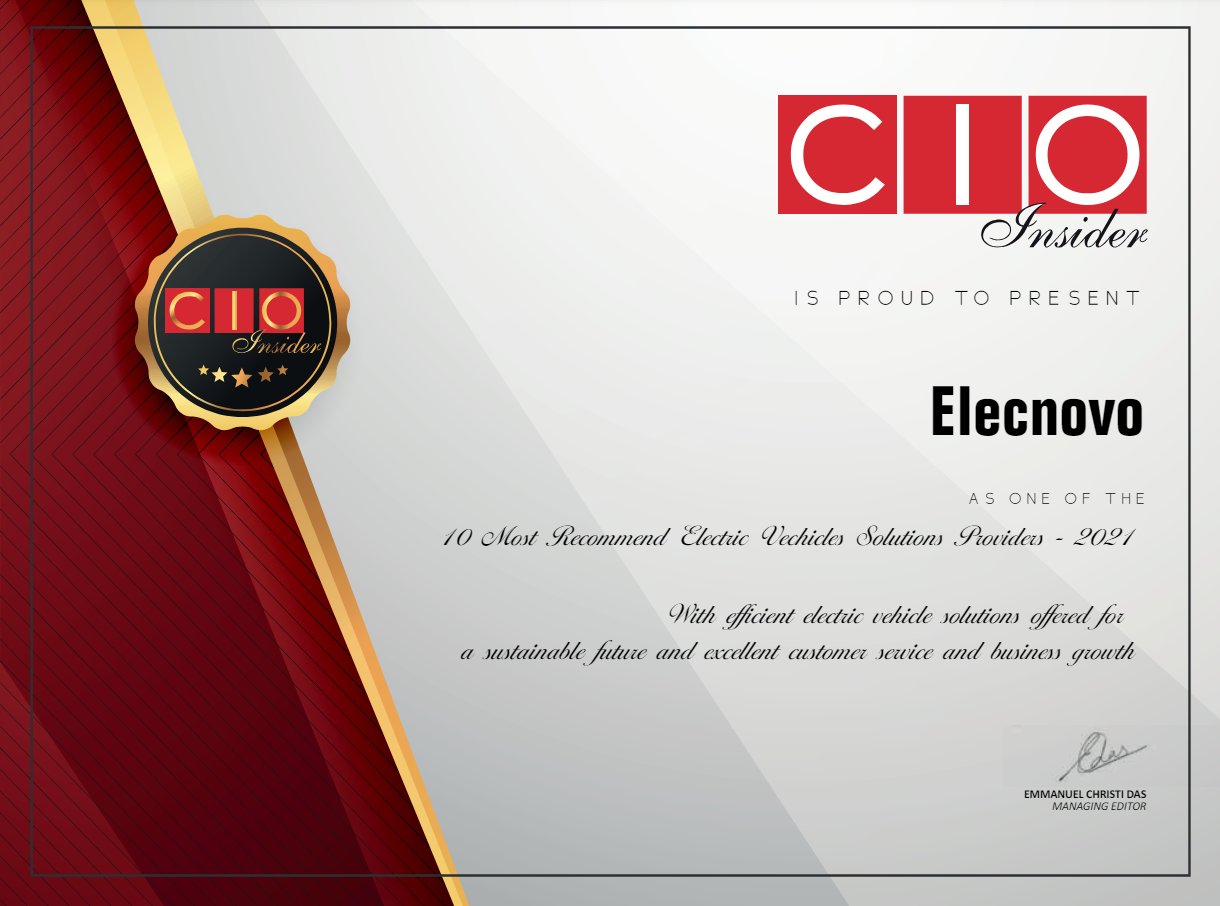 CIO
Insider
IS PROUD TO PRESENT
CIO
Insider
Elecnovo
AS ONE OF THE
10 Most Recommend Electric Vechicles Solutions Providers - 2021
With efficient electric vehicle solutions offered for
a sustainable future and excellent customer service and business growth
Edas
EMMANUEL CHRISTI DAS
MANAGING EDITOR